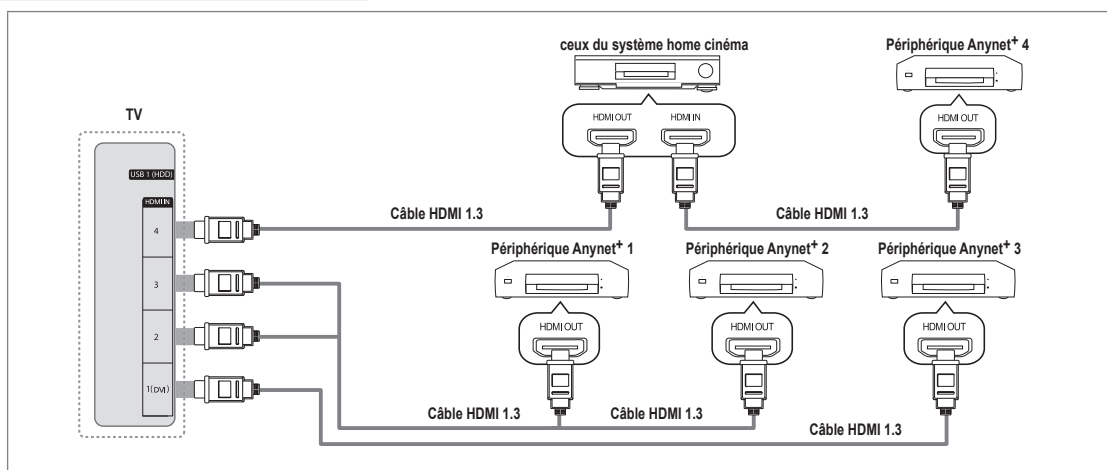 ceux du système home cinéma
Périphérique Anynet+ 4
TV
HDMI OUT
HDMI IN
HDMI OUT
USB 1 (HDD)
HDMI IN
4
Câble HDMI 1.3
Câble HDMI 1.3
Périphérique Anynet+ 1
Périphérique Anynet+ 2
Périphérique Anynet+ 3
3
HDMI OUT
HDMI OUT
HDMI OUT
2
1(DVI)
Câble HDMI 1.3
Câble HDMI 1.3
Câble HDMI 1.3